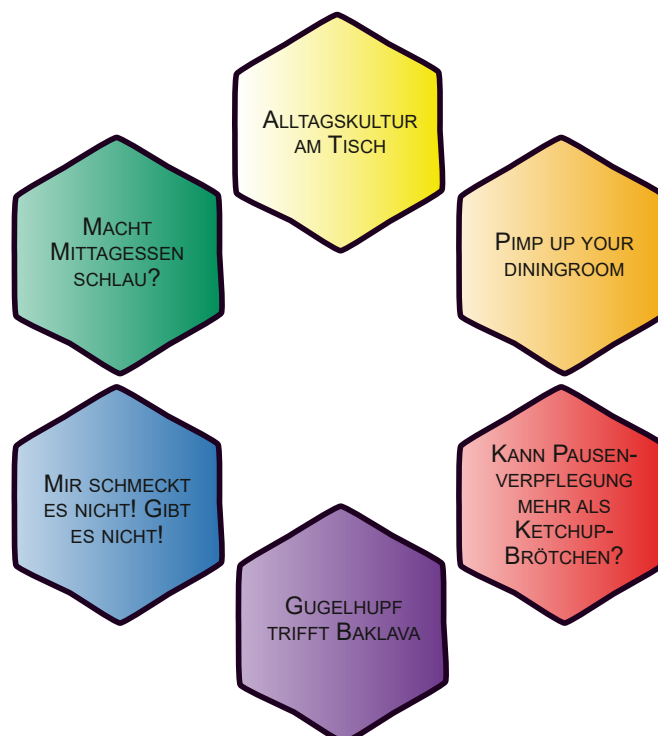 Alltagskultur
am Tisch
Macht
Mittagessen
schlau?
Pimp up your
diningroom
Mir schmeckt
es nicht! Gibt
es nicht!
Kann Pausen-
verpflegung
mehr als
Ketchup-
Brötchen?
Gugelhupf
trifft Baklava